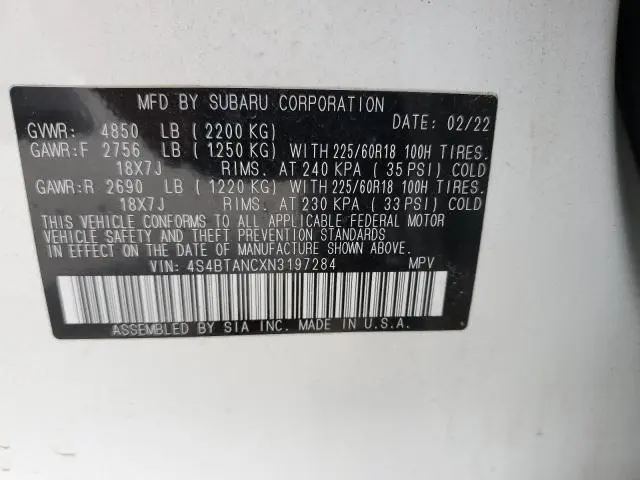 MFD BY SUBARU CORPORATION
DATE: 02/22
GVWR: 4850 LB (2200 KG)
GAWR:F 2756 LB (1250 KG) WITH 225/60R18 100H TIRES.
18X7J RIMS. AT 240 KPA (35 PSI) COLD
GAWR:R 2690 LB (1220 KG) WITH 225/60R18 100H TIRES.
18X7J RIMS. AT 230 KPA (33 PSI) COLD
THIS VEHICLE CONFORMS TO ALL APPLICABLE FEDERAL MOTOR
VEHICLE SAFETY AND THEFT PREVENTION STANDARDS
IN EFFECT ON THE DATE OF MANUFACTURE SHOWN ABOVE.
VIN: 4S4BTANCXN3197284 MPV
ASSEMBLED BY SIA INC. MADE IN U.S.A.